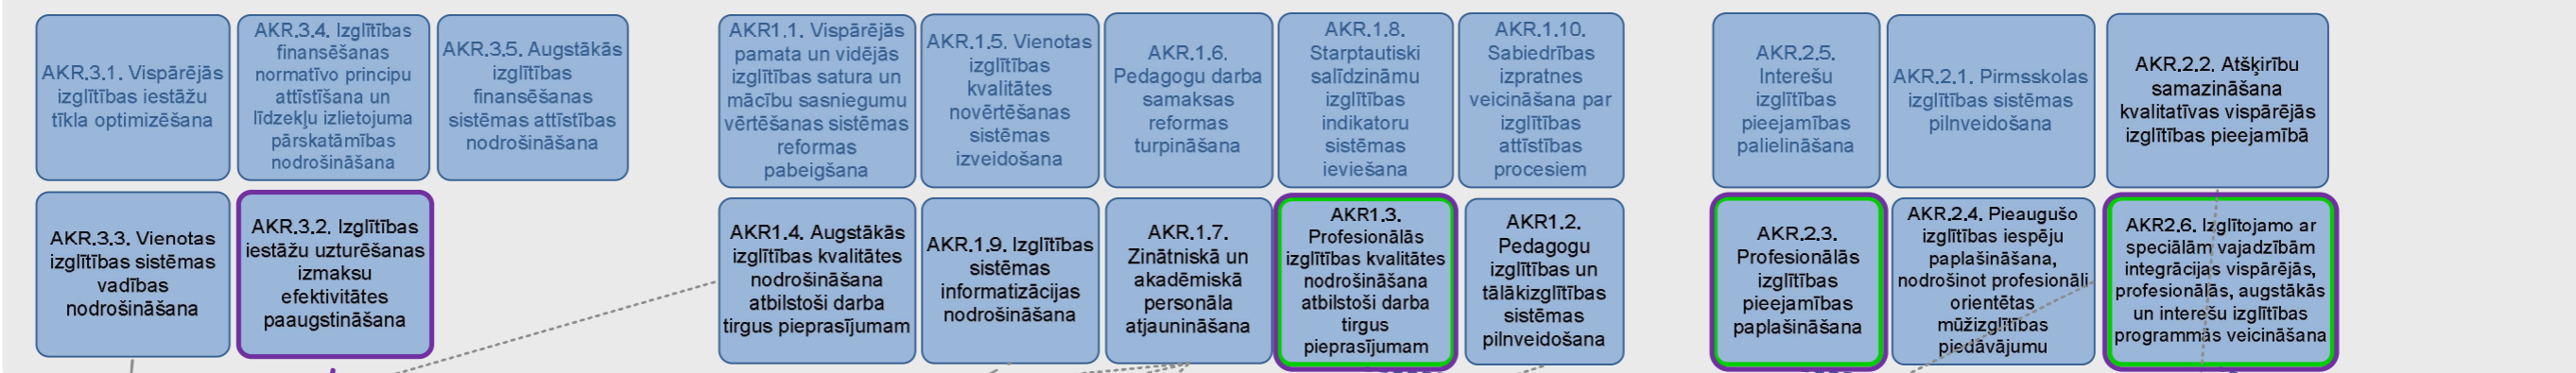 AKR.3.1. Vispārējās
izglītības iestāžu
tīkla optimizēšana
AKR.3.4. Izglītības
finansēšanas
normatīvo principu
attīstīšana un
līdzekļu izlietojuma
pārskatāmības
nodrošināšana
AKR.3.5. Augstākās
izglītības
finansēšanas
sistēmas attīstības
nodrošināšana
AKR1.1. Vispārējās
pamata un vidējās
izglītības satura un
mācību sasniegumu
vērtēšanas sistēmas
reformas
pabeigšana
AKR.1.5. Vienotas
izglītības
kvalitātes
novērtēšanas
sistēmas
izveidošana
AKR.1.6.
Pedagogu darba
samaksas
reformas
turpināšana
AKR.1.8.
Starptautiski
salīdzināmu
izglītības
indikatoru
sistēmas
ieviešana
AKR.1.10.
Sabiedrības
izpratnes
veicināšana par
izglītības
attīstības
procesiem
AKR.2.5.
Interešu
izglītības
pieejamības
palielināšana
AKR.2.1. Pirmsskolas
izglītības sistēmas
pilnveidošana
AKR.2.2. Atšķirību
samazināšana
kvalitatīvas vispārējās
izglītības pieejamībā
AKR.3.3. Vienotas
izglītības sistēmas
vadības
nodrošināšana
AKR.3.2. Izglītības
iestāžu uzturēšanas
izmaksu
efektivitātes
paaugstināšana
AKR1.4. Augstākās
izglītības kvalitātes
nodrošināšana
atbilstoši darba
tirgus pieprasījumam
AKR.1.9. Izglītības
sistēmas
informatizācijas
nodrošināšana
AKR.1.7.
Zinātniskā un
akadēmiskā
personāla
atjaunināšana
AKR1.3.
Profesionālās
izglītības kvalitātes
nodrošināšana
atbilstoši darba
tirgus
pieprasījumam
AKR1.2.
Pedagogu
izglītības un
tālākizglītības
sistēmas
pilnveidošana
AKR.2.3.
Profesionālās
izglītības
pieejamības
paplašināšana
AKR.2.4. Pieaugušo
izglītības iespēju
paplašināšana,
nodrošinot profesionāli
orientētas
mūžizglītības
piedāvājumu
AKR2.6. Izglītojamo ar
speciālām vajadzībām
integrācijas vispārējās,
profesionālās, augstākās
un interešu izglītības
programmās veicināšana